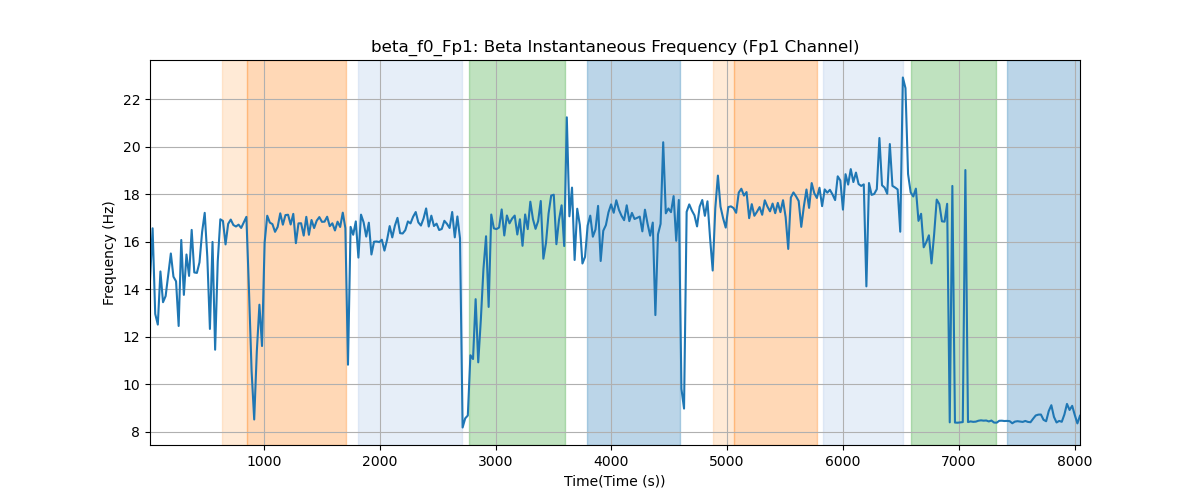 beta_f0_Fp1: Beta Instantaneous Frequency (Fp1 Channel)
Frequency (Hz)
22
20
18
16
14
12
10
8
1000 2000 3000 4000 5000 6000 7000 8000
Time(Time (s))